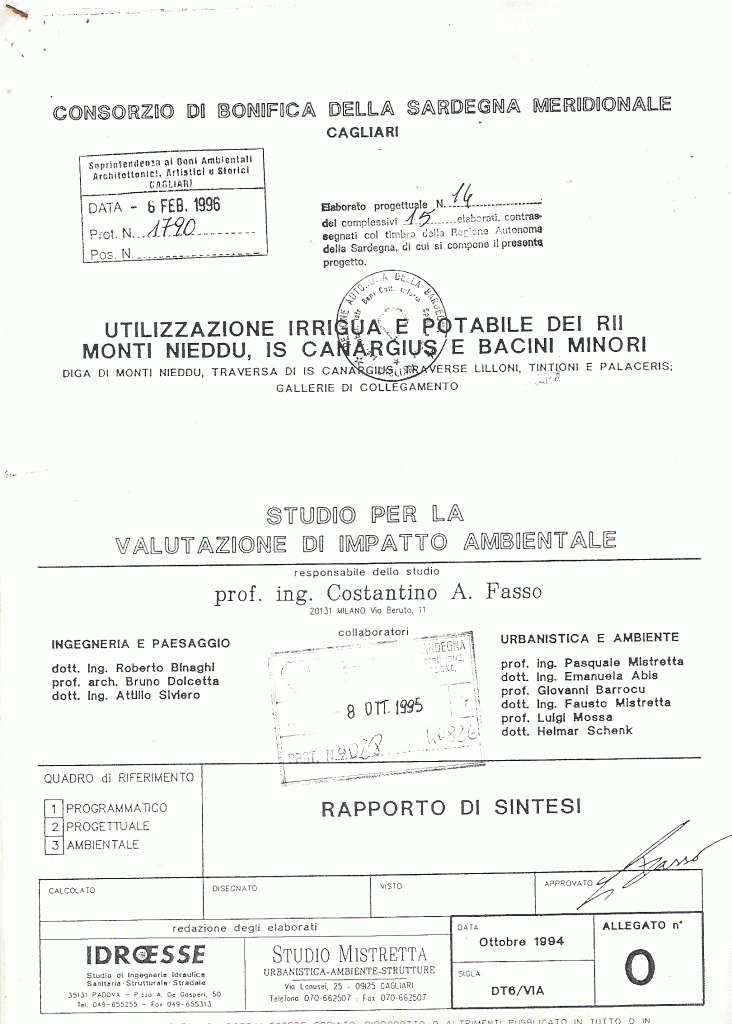 CONSORZIO DI BONIFICA DELLA SARDEGNA MERIDIONALE
CAGLIARI
Soprintendenza ai Beni Ambientali
Architettonici, Artistici e Storici
CAGLIARI
DATA - 6 FEB. 1996
Prot. N. 1790
Pos. N.
Elaborato progettuale N. 14
dei complessivi 15 elaborati, contras-
segnati col timbro della Regione Autonoma
della Sardegna, di cui si compone il presente
progetto.
UTILIZZAZIONE IRRIGUA E POTABILE DEI RII
MONTI NIEDDU, IS CANARGIUS E BACINI MINORI
DIGA DI MONTI NIEDDU, TRAVERSA DI IS CANARGIUS, TRAVERSE LILLONI, TINTIONI E PALACERIS;
GALLERIE DI COLLEGAMENTO
STUDIO PER LA
VALUTAZIONE DI IMPATTO AMBIENTALE
responsabile dello studio
prof. ing. Costantino A. Fasso
20131 MILANO Via Beruto, 11
collaboratori
INGEGNERIA E PAESAGGIO
dott. ing. Roberto Binaghi
prof. arch. Bruno Dolcetta
dott. ing. Attilio Siviero
8 OTT. 1995
PROT. N. 9028
URBANISTICA E AMBIENTE
prof. ing. Pasquale Mistretta
dott. ing. Emanuela Abis
prof. Giovanni Barrocu
dott. ing. Fausto Mistretta
prof. Luigi Mossa
dott. Helmar Schenk
QUADRO di RIFERIMENTO
1 PROGRAMMATICO
2 PROGETTUALE
3 AMBIENTALE
RAPPORTO DI SINTESI
CALCOLATO
DISEGNATO
VISTO
APPROVATO
redazione degli elaborati
IDROESSE
Studio di Ingegneria Idraulica
Sanitaria-Strutturale-Stradale
35131 PADOVA - P.zza A. De Gasperi, 50
Tel. 049-655255 - Fax 049-655313
STUDIO MISTRETTA
URBANISTICA-AMBIENTE-STRUTTURE
Via Lanusei, 25 - 09125 CAGLIARI
Telefono 070-662507 ; Fax 070-662507
DATA
Ottobre 1994
SIGLA:
DT6/VIA
ALLEGATO n°
0